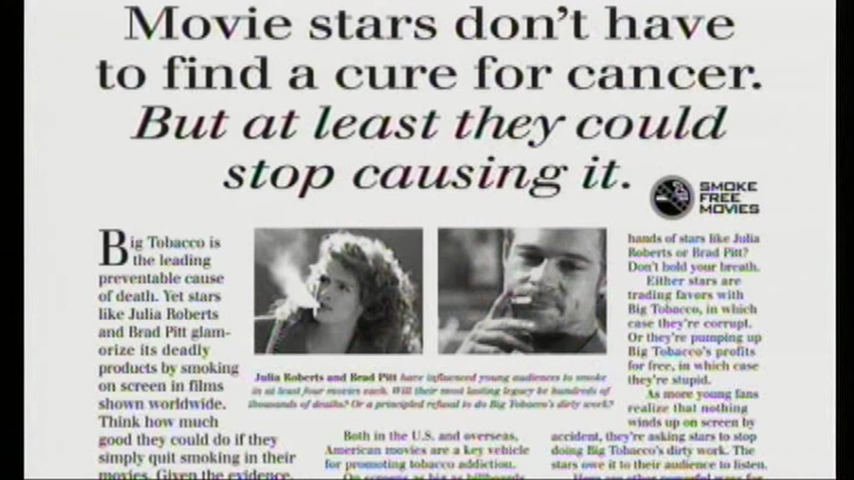 Movie stars don't have
to find a cure for cancer.
But at least they could
stop causing it.
SMOKE
FREE
MOVIES
Big Tobacco is
the leading
preventable cause
of death. Yet stars
like Julia Roberts
and Brad Pitt glam-
orize its deadly
products by smoking
on screen in films
shown worldwide.
Think how much
good they could do if they
simply quit smoking in their
movies. Given the evidence,
Julia Roberts and Brad Pitt have influenced young audiences to smoke
in at least four movies each. Will their most lasting legacy be hundreds of
thousands of deaths? Or a principled refusal to do Big Tobacco's dirty work?
Both in the U.S. and overseas,
American movies are a key vehicle
for promoting tobacco addiction.
On screens as big as billboards
hands of stars like Julia
Roberts or Brad Pitt?
Don't hold your breath.
Either stars are
trading favors with
Big Tobacco, in which
case they're corrupt.
Or they're pumping up
Big Tobacco's profits
for free, in which case
they're stupid.
As more young fans
realize that nothing
winds up on screen by
accident, they're asking stars to stop
doing Big Tobacco's dirty work. The
stars owe it to their audience to listen.